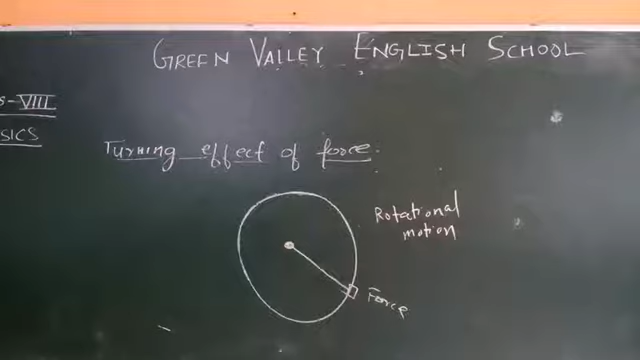 GREEN VALLEY ENGLISH SCHOOL
VIII
SICS
Turning effect of force.
Rotational
motion
Force